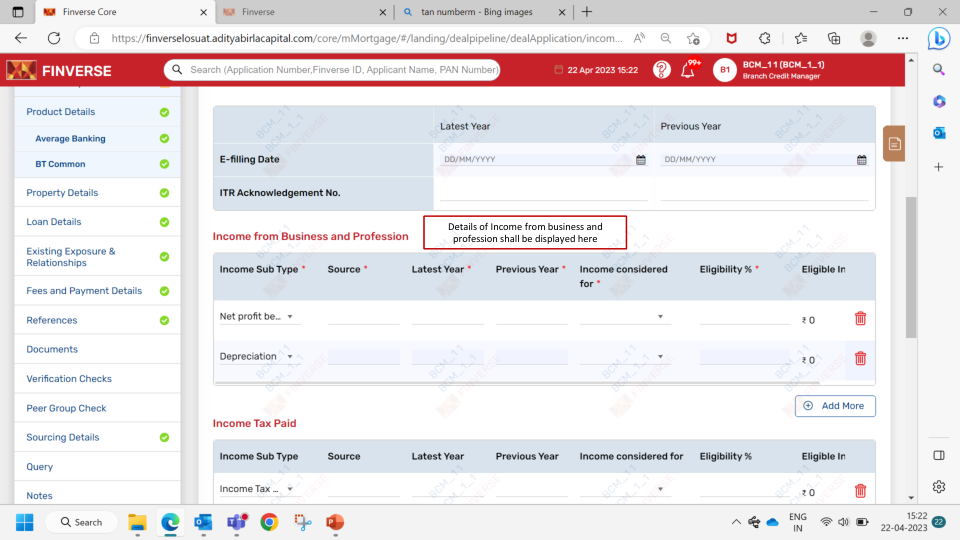 Finverse Core
Finverse
tan numberm - Bing images
https://finverselosuat.adityabirlacapital.com/core/mMortgage/#/landing/dealpipeline/dealApplication/incom...
FINVERSE
Search (Application Number,Finverse ID, Applicant Name, PAN Number)
22 Apr 2023 15:22
99+
B1
BCM_1 1 (BCM_1_1)
Branch Credit Manager
Product Details
Average Banking
BT Common
Property Details
Loan Details
Existing Exposure &
Relationships
Fees and Payment Details
References
Documents
Verification Checks
Peer Group Check
Sourcing Details
Query
Notes
Latest Year
Previous Year
E-filling Date
DD/MM/YYYY
DD/MM/YYYY
ITR Acknowledgement No.
Income from Business and Profession
Details of Income from business and
profession shall be displayed here
Income Sub Type *
Source *
Latest Year *
Previous Year *
Income considered
for *
Eligibility % *
Eligible In
Net profit be...
₹ 0
Depreciation
₹ 0
Add More
Income Tax Paid
Income Sub Type
Source
Latest Year
Previous Year
Income considered for
Eligibility %
Eligible In
Income Tax ...
₹ 0
Search
ENG
IN
15:22
22-04-2023
22